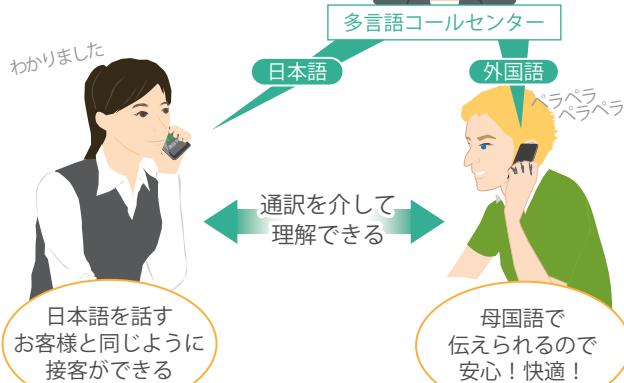 多言語コールセンター
わかりました
日本語
外国語
ペラペラ
ペラペラ
通訳を介して
理解できる
日本語を話す
お客様と同じように
接客ができる
母国語で
伝えられるので
安心！快適！